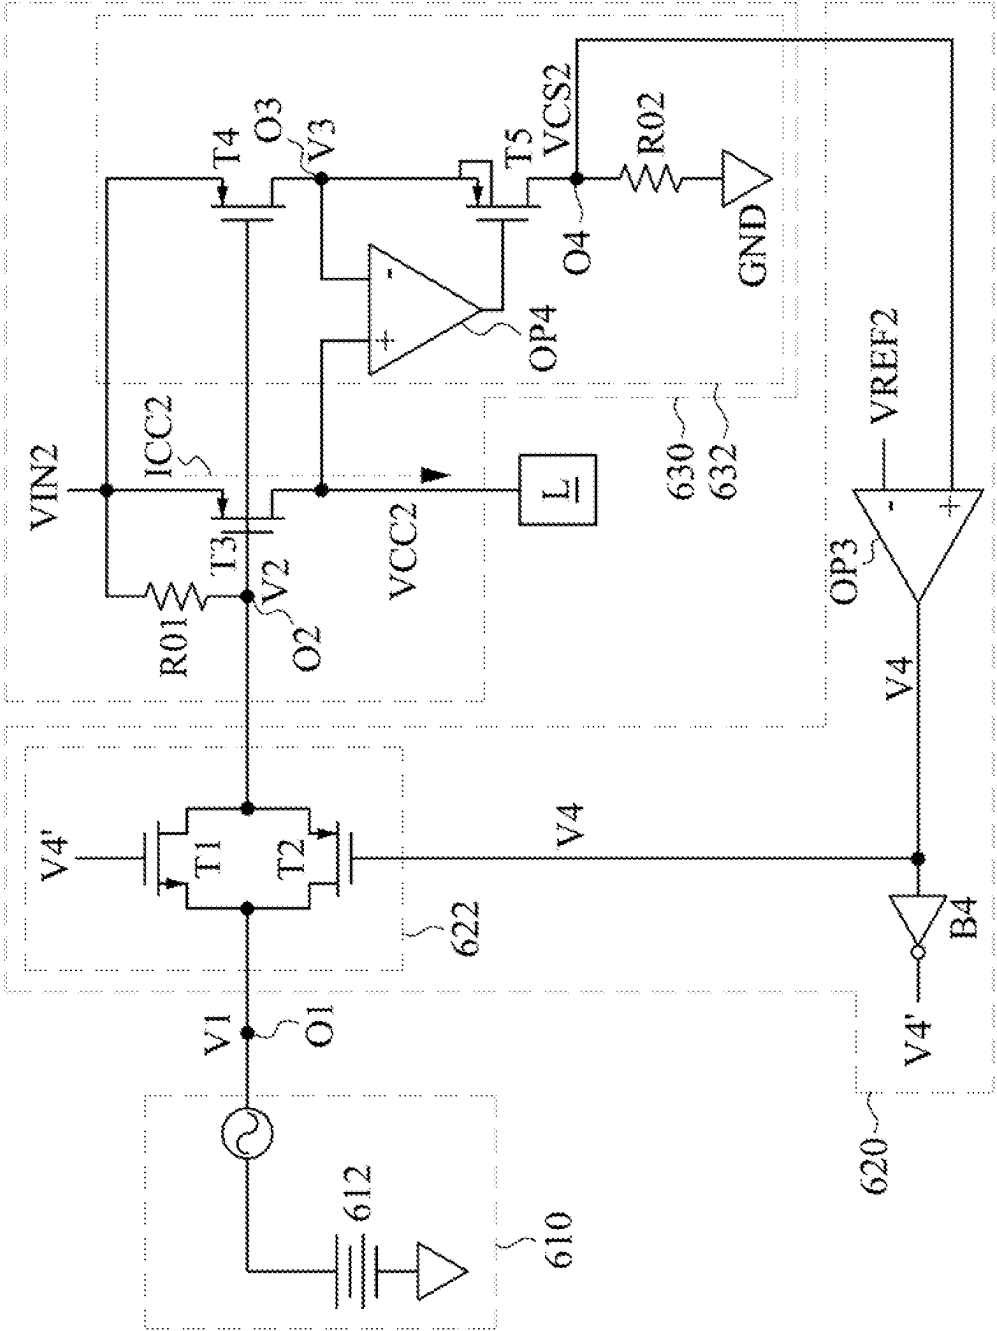 VIN2
R01
T3
V2
O2
ICC2
VCC2
L
T4
O3
V3
+
-
OP4
T5
VCS2
O4
R02
GND
630
632
VREF2
-
+
OP3
V4
V4'
T1
T2
622
V4
B4
V4'
620
V1
O1
612
610